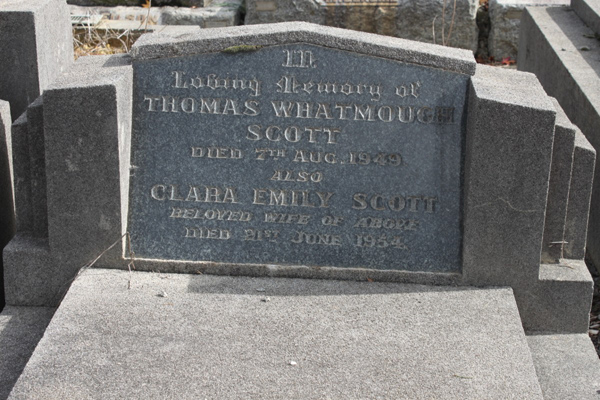 In
Loving Memory of
THOMAS WHATMOUGH
SCOTT
DIED 7TH AUG. 1949
ALSO
CLARA EMILY SCOTT
BELOVED WIFE OF ABOVE
DIED 21ST JUNE 1954.